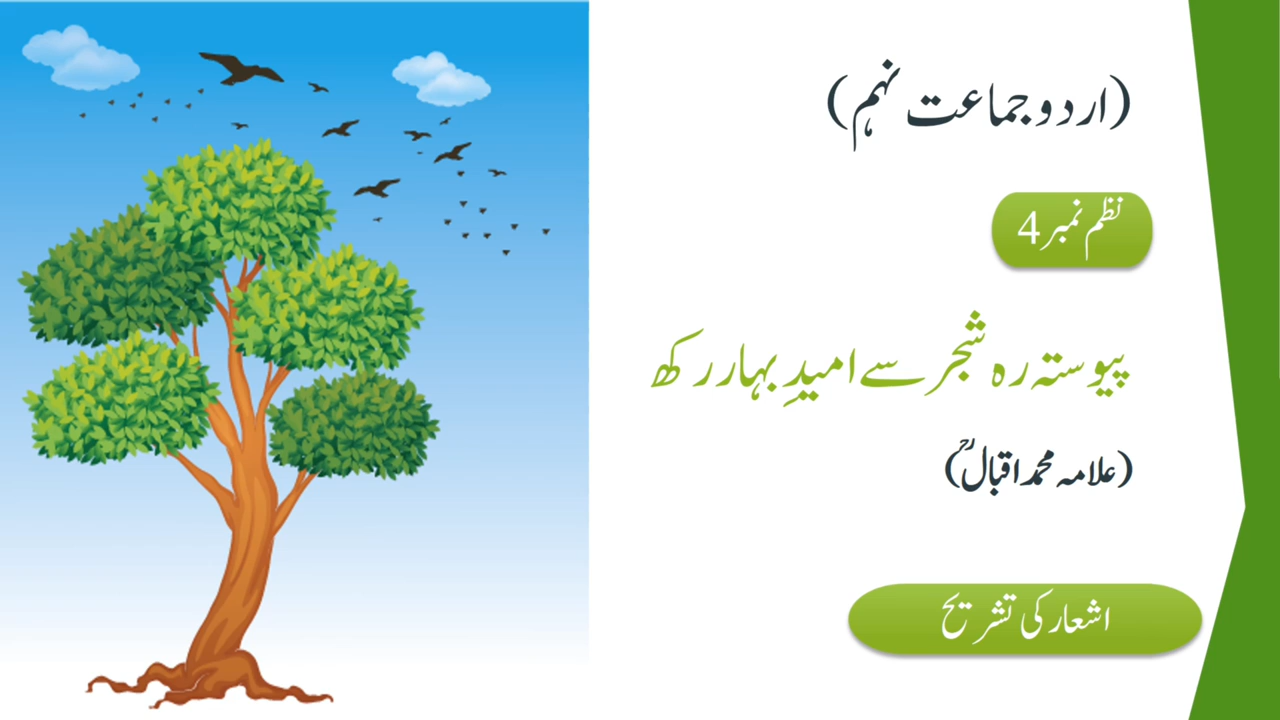 (اردو جماعت نہم)
نظم نمبر 4
پیوستہ رہ شجر سے امیدِ بہار رکھ
(علامہ محمد اقبالؒ)
اشعار کی تشریح